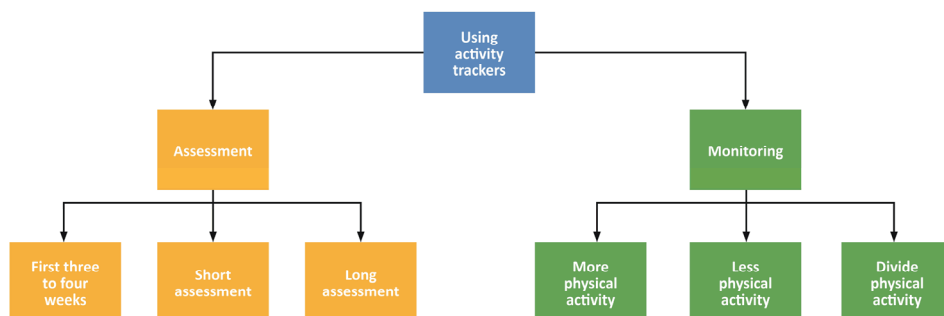 Using
activity
trackers
Assessment
Monitoring
First three
to four
weeks
Short
assessment
Long
assessment
More
physical
activity
Less
physical
activity
Divide
physical
activity